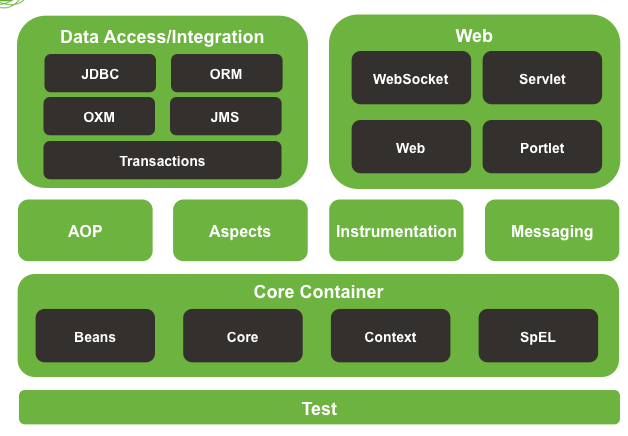 Data Access/Integration
JDBC
ORM
OXM
JMS
Transactions
Web
WebSocket
Servlet
Web
Portlet
AOP
Aspects
Instrumentation
Messaging
Core Container
Beans
Core
Context
SpEL
Test